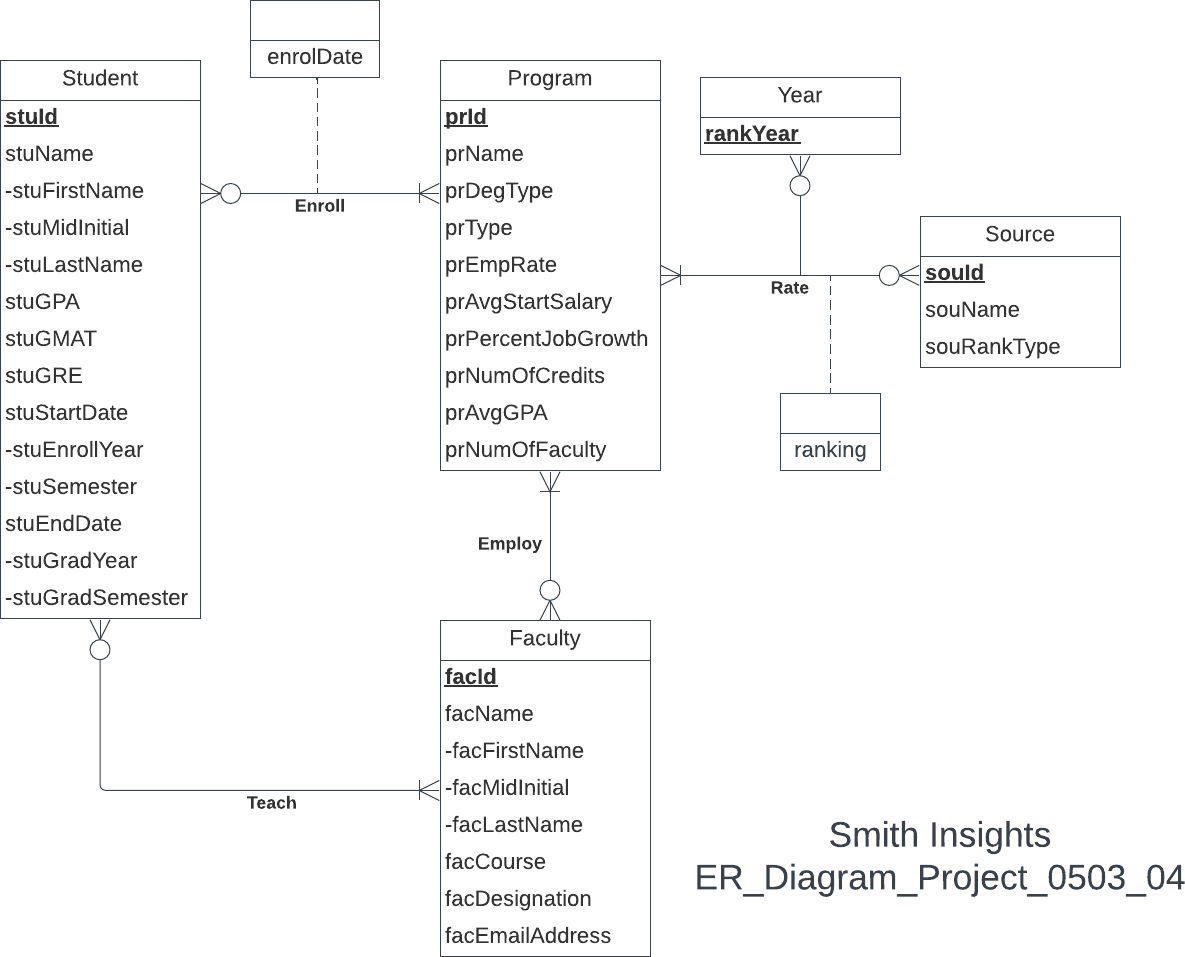 enrolDate
Student
stuId
stuName
-stuFirstName
-stuMidInitial
-stuLastName
stuGPA
stuGMAT
stuGRE
stuStartDate
-stuEnrollYear
-stuSemester
stuEndDate
-stuGradYear
-stuGradSemester
Enroll
Program
prId
prName
prDegType
prType
prEmpRate
prAvgStartSalary
prPercentJobGrowth
prNumOfCredits
prAvgGPA
prNumOfFaculty
Year
rankYear
Rate
Source
souId
souName
souRankType
ranking
Employ
Faculty
facId
facName
-facFirstName
-facMidInitial
-facLastName
facCourse
facDesignation
facEmailAddress
Teach
Smith Insights
ER_Diagram_Project_0503_04